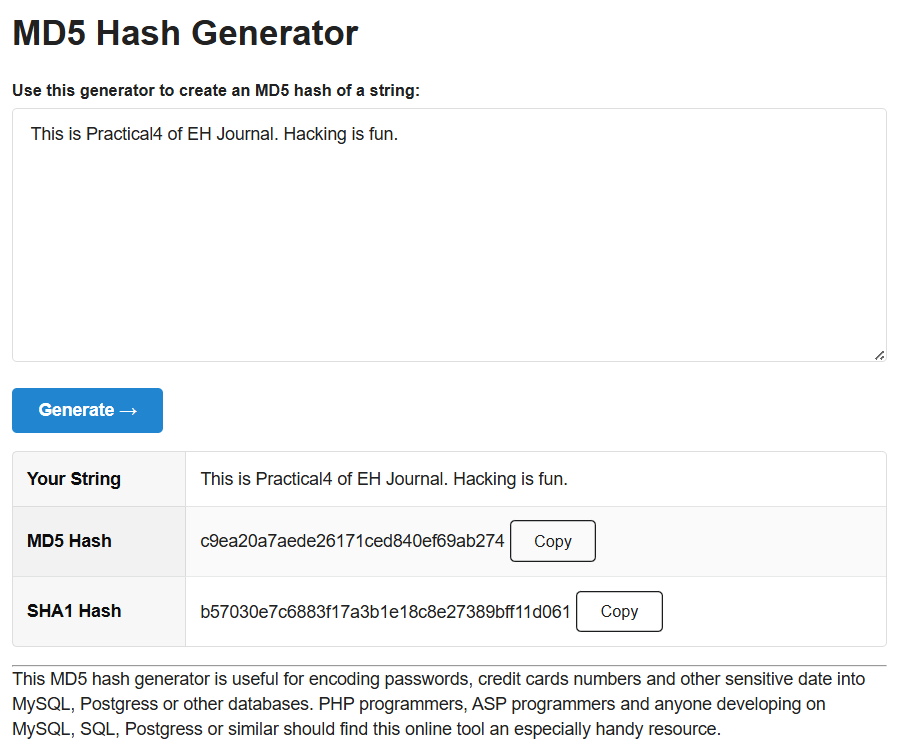 MD5 Hash Generator
Use this generator to create an MD5 hash of a string:
This is Practical4 of EH Journal. Hacking is fun.
Generate →
Your String This is Practical4 of EH Journal. Hacking is fun.
MD5 Hash c9ea20a7aede26171ced840ef69ab274 Copy
SHA1 Hash b57030e7c6883f17a3b1e18c8e27389bff11d061 Copy
This MD5 hash generator is useful for encoding passwords, credit cards numbers and other sensitive date into
MySQL, Postgress or other databases. PHP programmers, ASP programmers and anyone developing on
MySQL, SQL, Postgress or similar should find this online tool an especially handy resource.